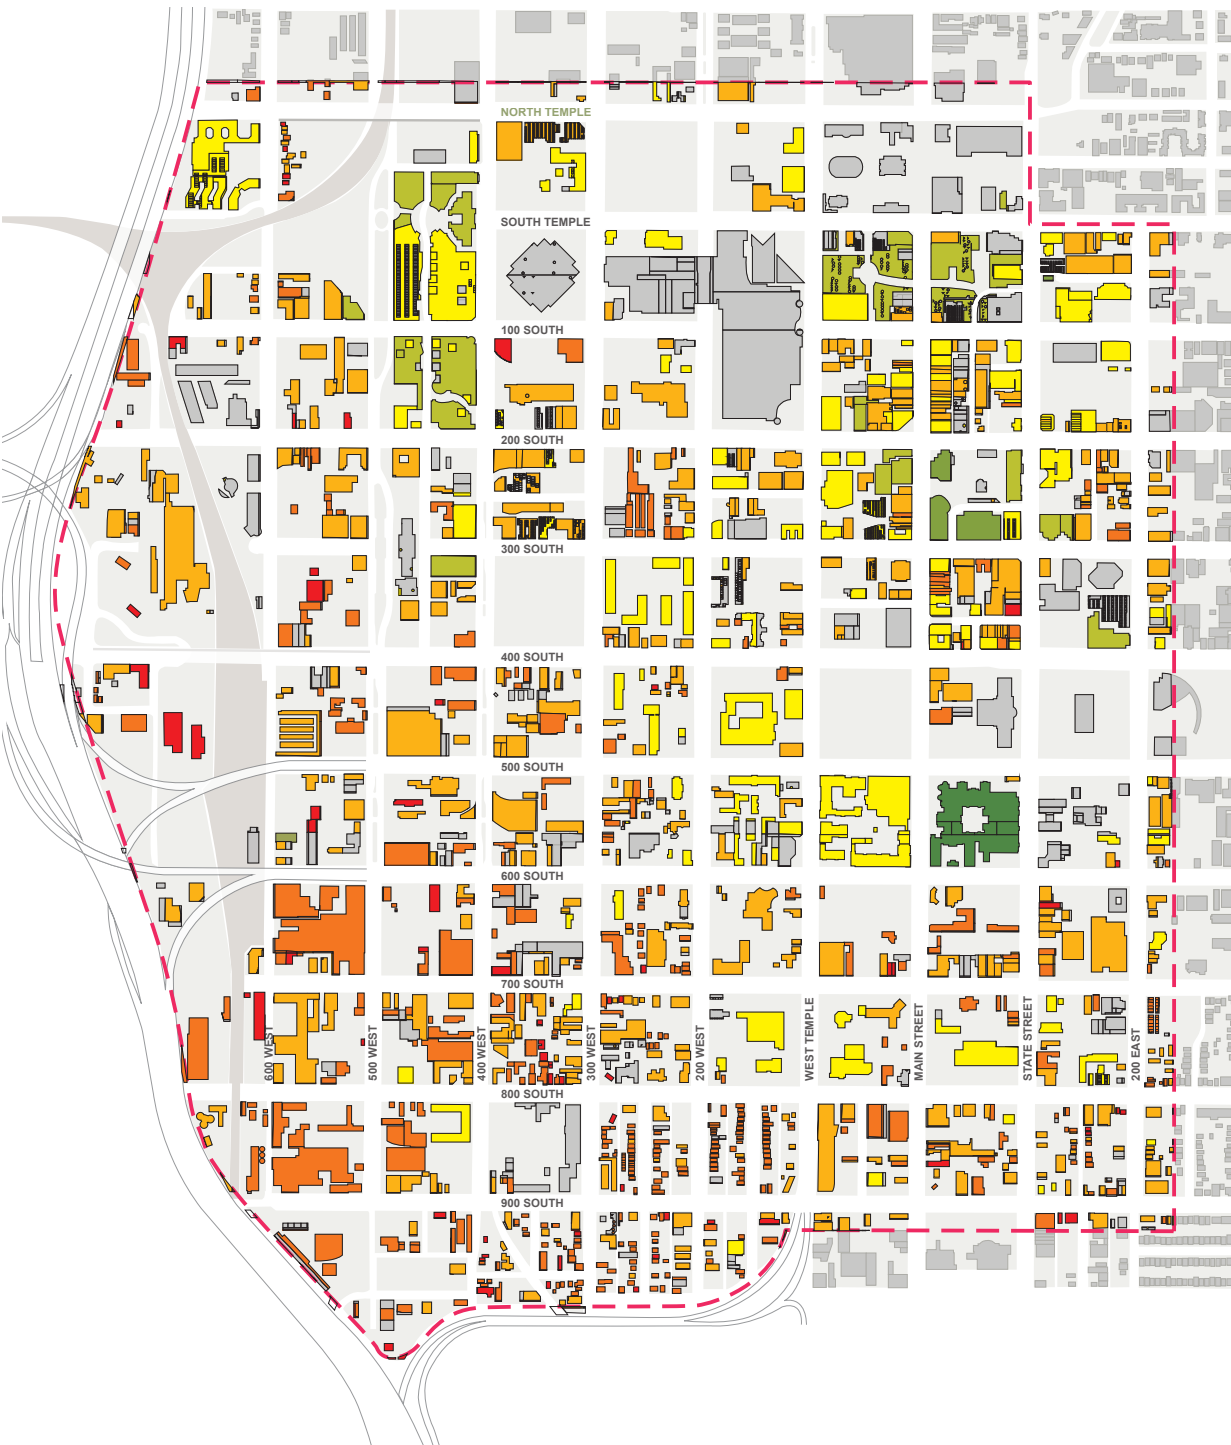 NORTH TEMPLE
SOUTH TEMPLE
100 SOUTH
200 SOUTH
300 SOUTH
400 SOUTH
500 SOUTH
600 SOUTH
700 SOUTH
600 WEST
500 WEST
400 WEST
300 WEST
200 WEST
WEST TEMPLE
MAIN STREET
STATE STREET
200 EAST
800 SOUTH
900 SOUTH